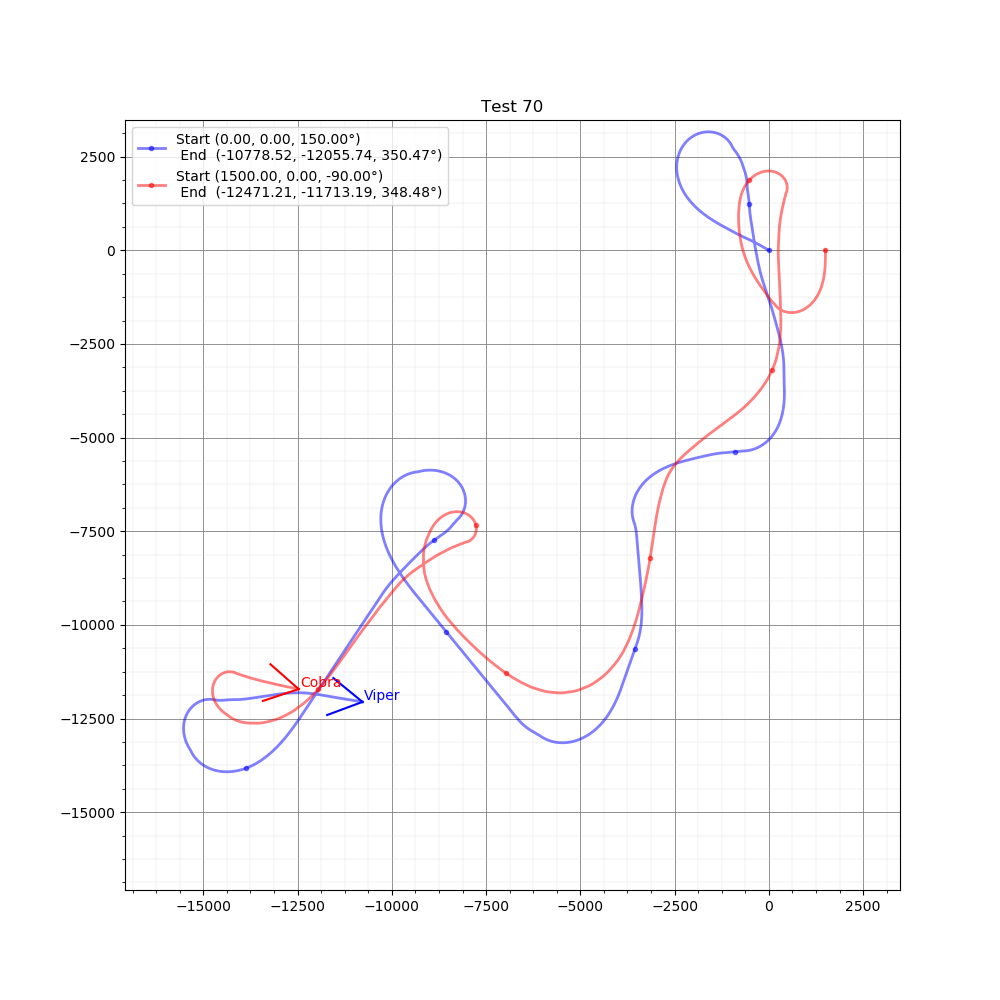 Test 70
Start (0.00, 0.00, 150.00°)
End (-10778.52, -12055.74, 350.47°)
Start (1500.00, 0.00, -90.00°)
End (-12471.21, -11713.19, 348.48°)
2500
0
−2500
−5000
−7500
−10000
−12500
−15000
Cobra
Viper
−15000 −12500 −10000 −7500 −5000 −2500 0 2500